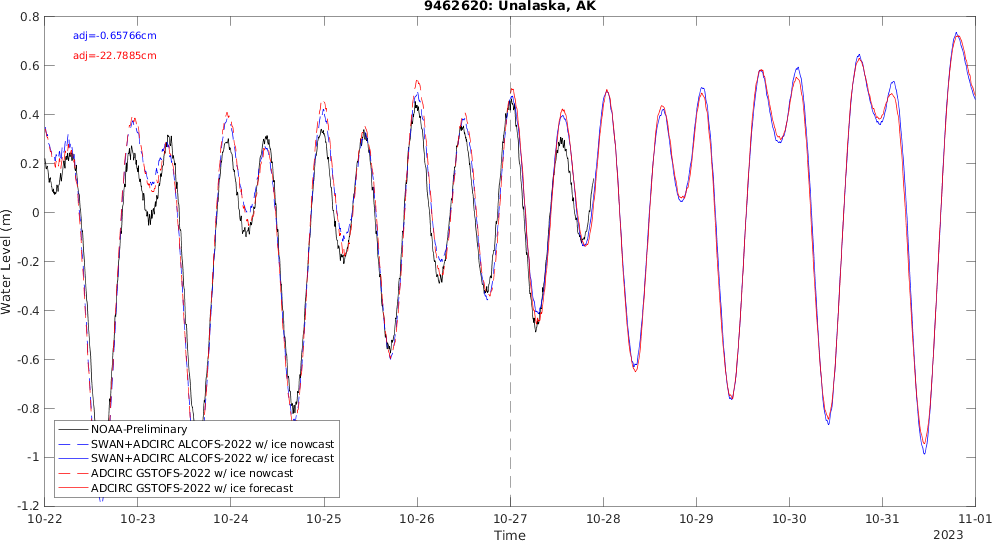 9462620: Unalaska, AK
adj=-0.65766cm
adj=-22.7885cm
0.8
0.6
0.4
0.2
0
-0.2
-0.4
-0.6
-0.8
-1
-1.2
Water Level (m)
NOAA-Preliminary
SWAN+ADCIRC ALCOFS-2022 w/ ice nowcast
SWAN+ADCIRC ALCOFS-2022 w/ ice forecast
ADCIRC GSTOFS-2022 w/ ice nowcast
ADCIRC GSTOFS-2022 w/ ice forecast
10-22 10-23 10-24 10-25 10-26 10-27 10-28 10-29 10-30 10-31 11-01
Time
2023